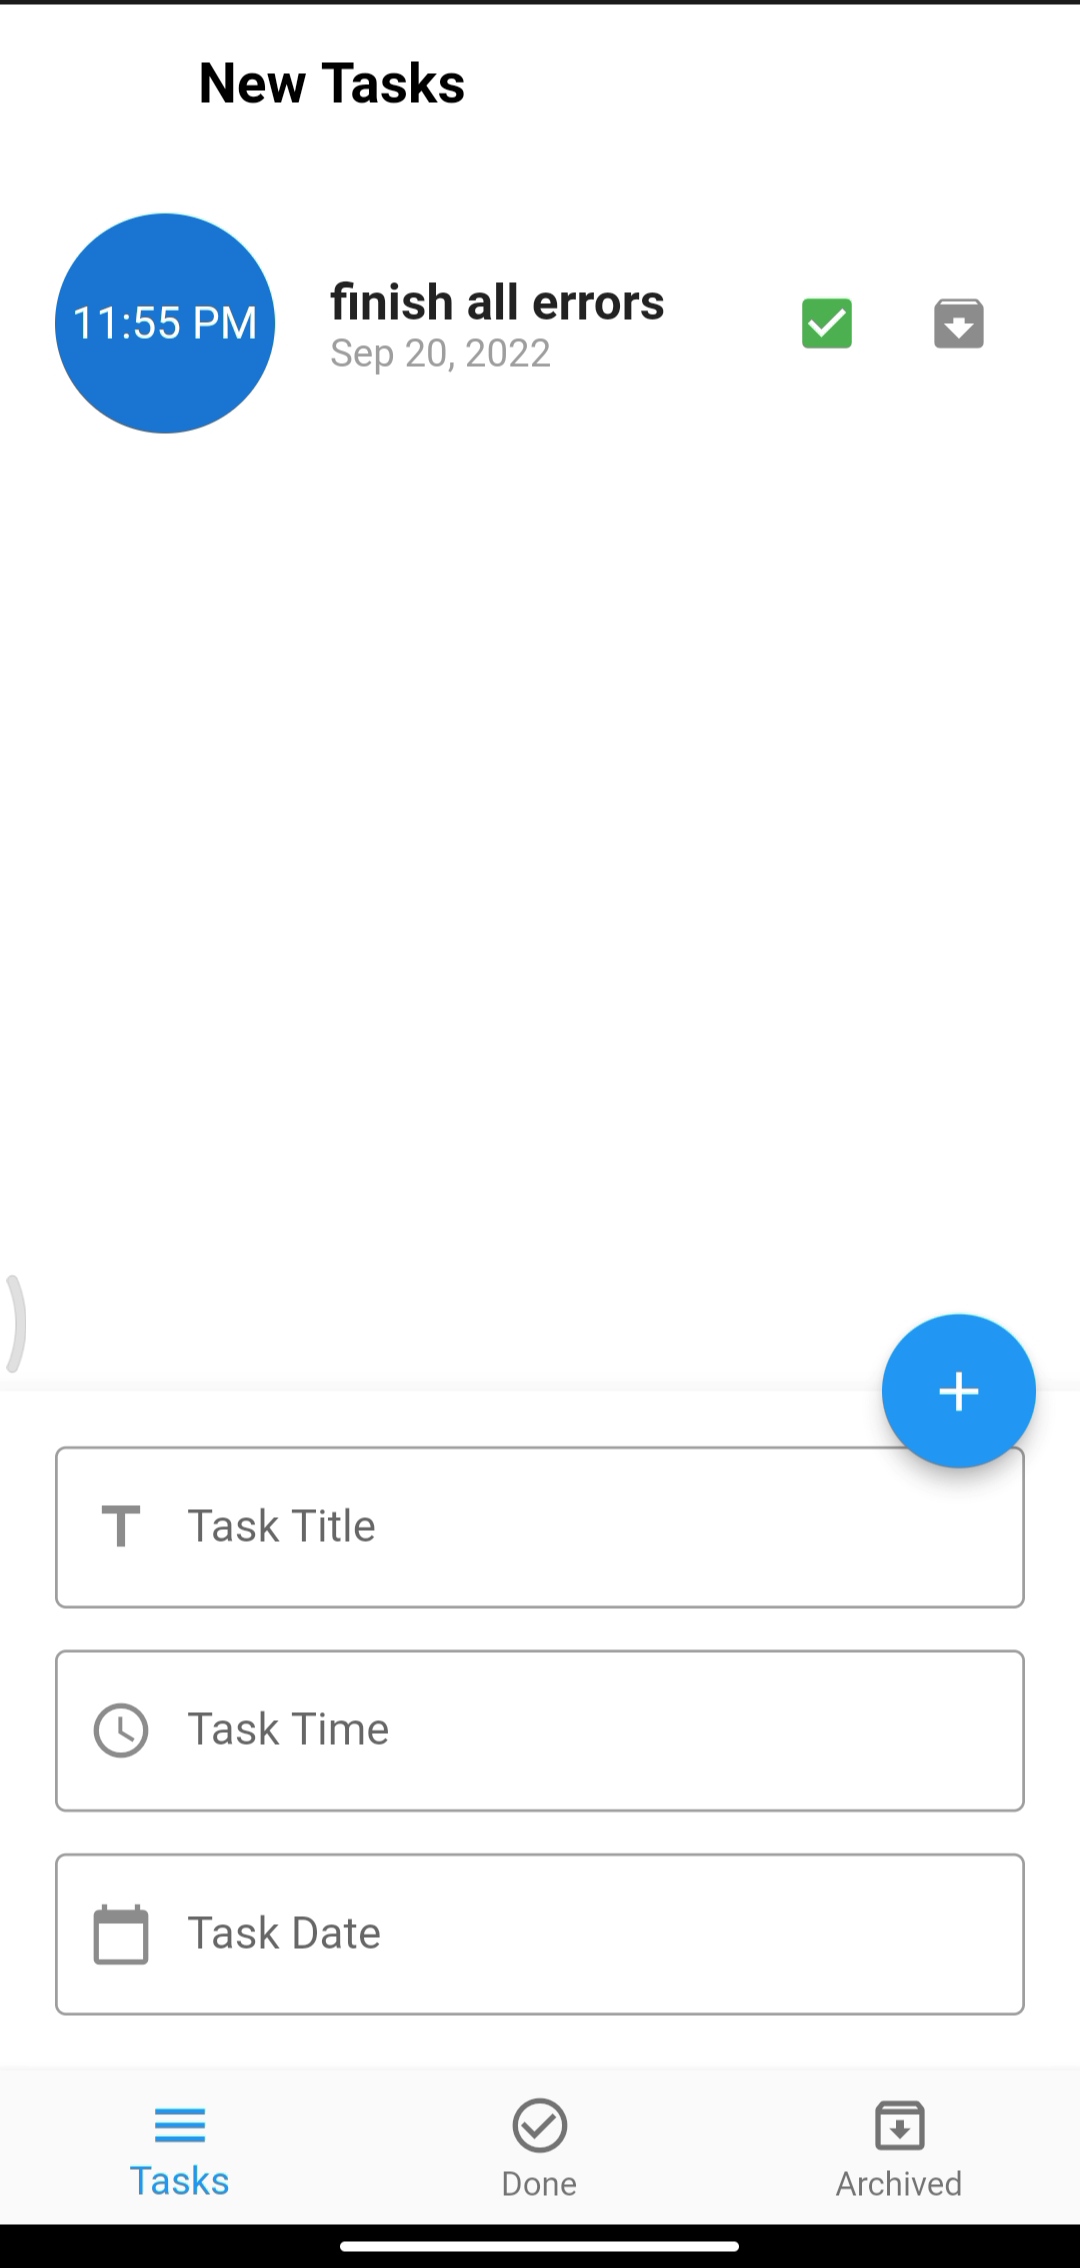 New Tasks
11:55 PM
finish all errors
Sep 20, 2022
Task Title
Task Time
Task Date
Tasks
Done
Archived